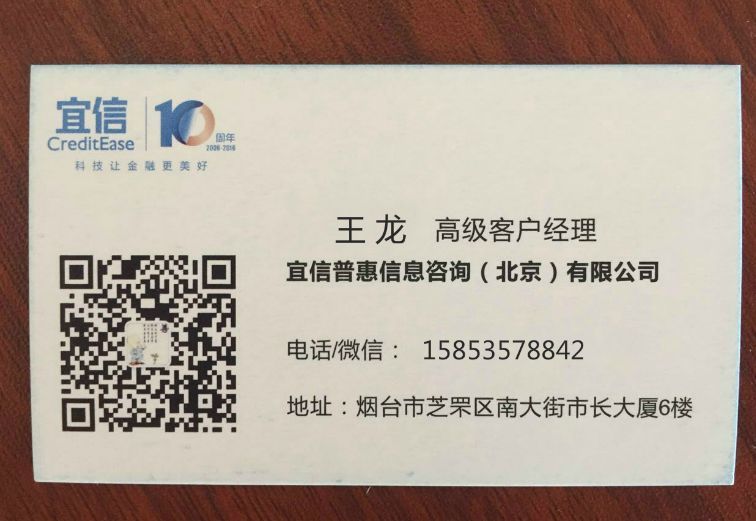 宜信
CreditEase
10周年
2006-2016
科技让金融更美好
王龙 高级客户经理
宜信普惠信息咨询（北京）有限公司
电话/微信： 15853578842
地址：烟台市芝罘区南大街市长大厦6楼